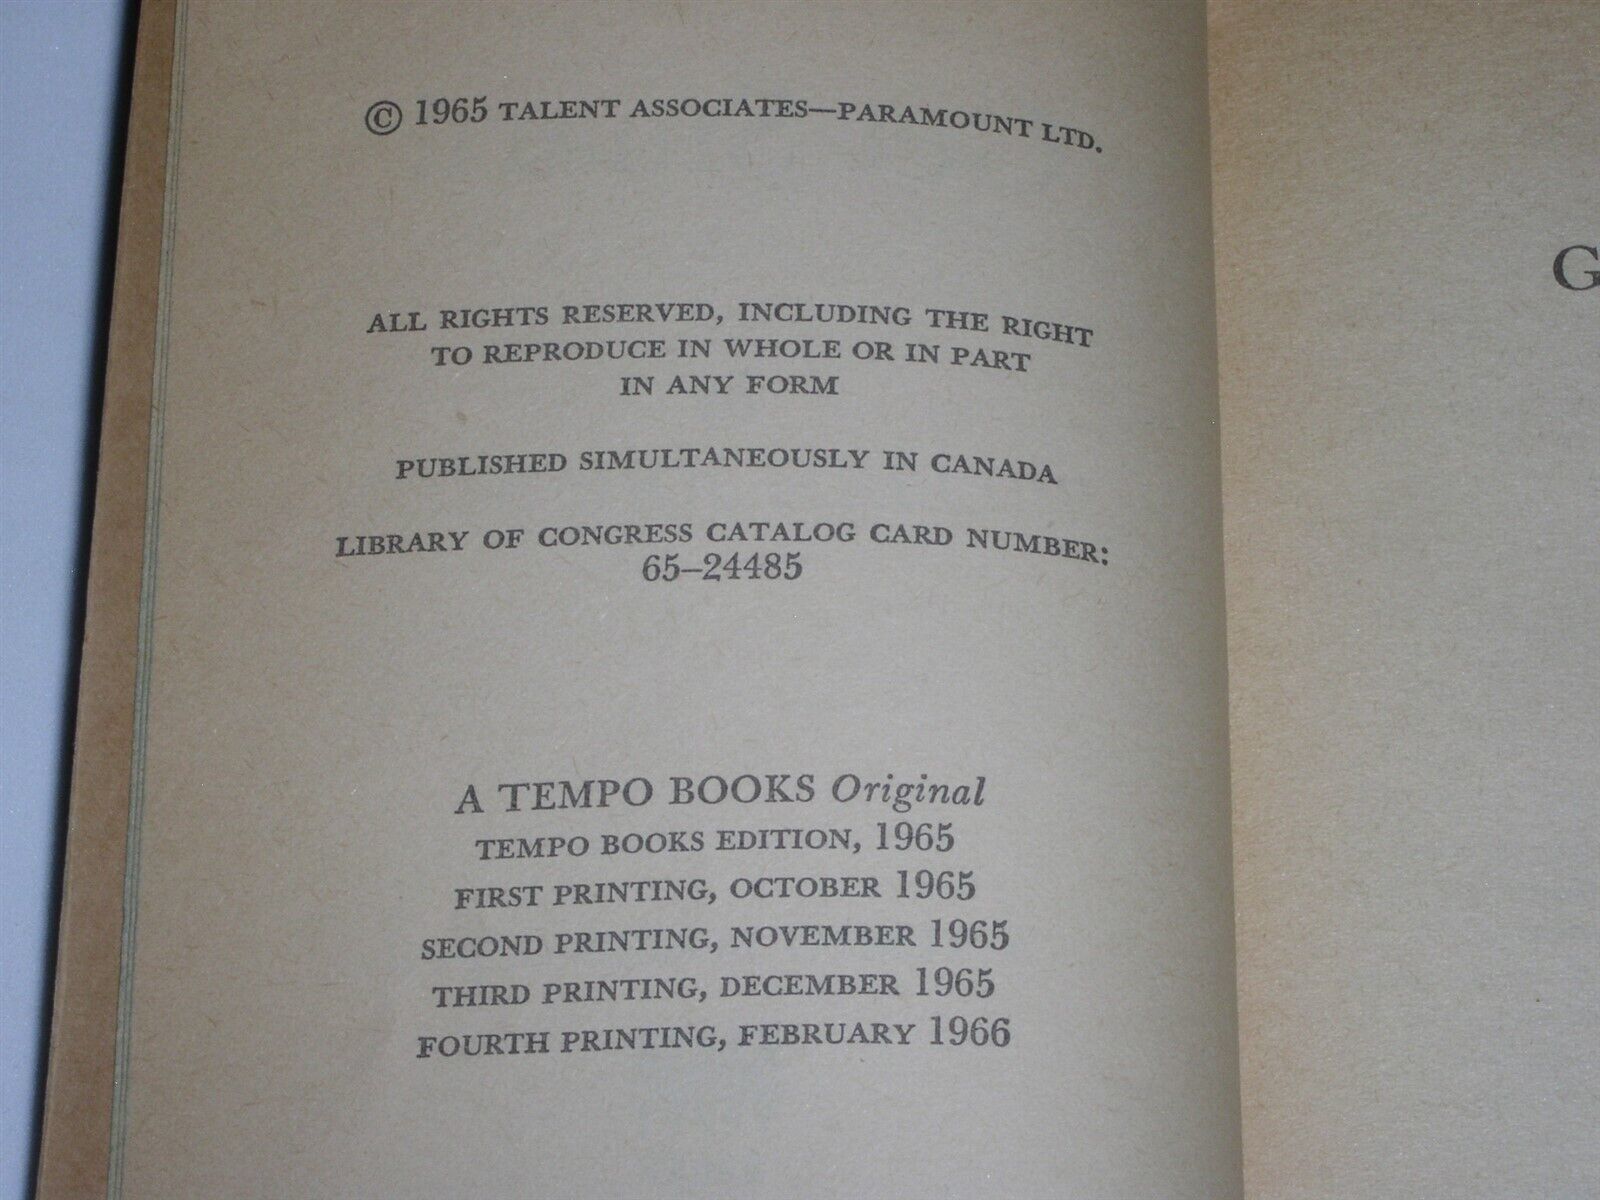 © 1965 TALENT ASSOCIATES—PARAMOUNT LTD.
ALL RIGHTS RESERVED, INCLUDING THE RIGHT
TO REPRODUCE IN WHOLE OR IN PART
IN ANY FORM
PUBLISHED SIMULTANEOUSLY IN CANADA
LIBRARY OF CONGRESS CATALOG CARD NUMBER:
65–24485
A TEMPO BOOKS Original
TEMPO BOOKS EDITION, 1965
FIRST PRINTING, OCTOBER 1965
SECOND PRINTING, NOVEMBER 1965
THIRD PRINTING, DECEMBER 1965
FOURTH PRINTING, FEBRUARY 1966
G